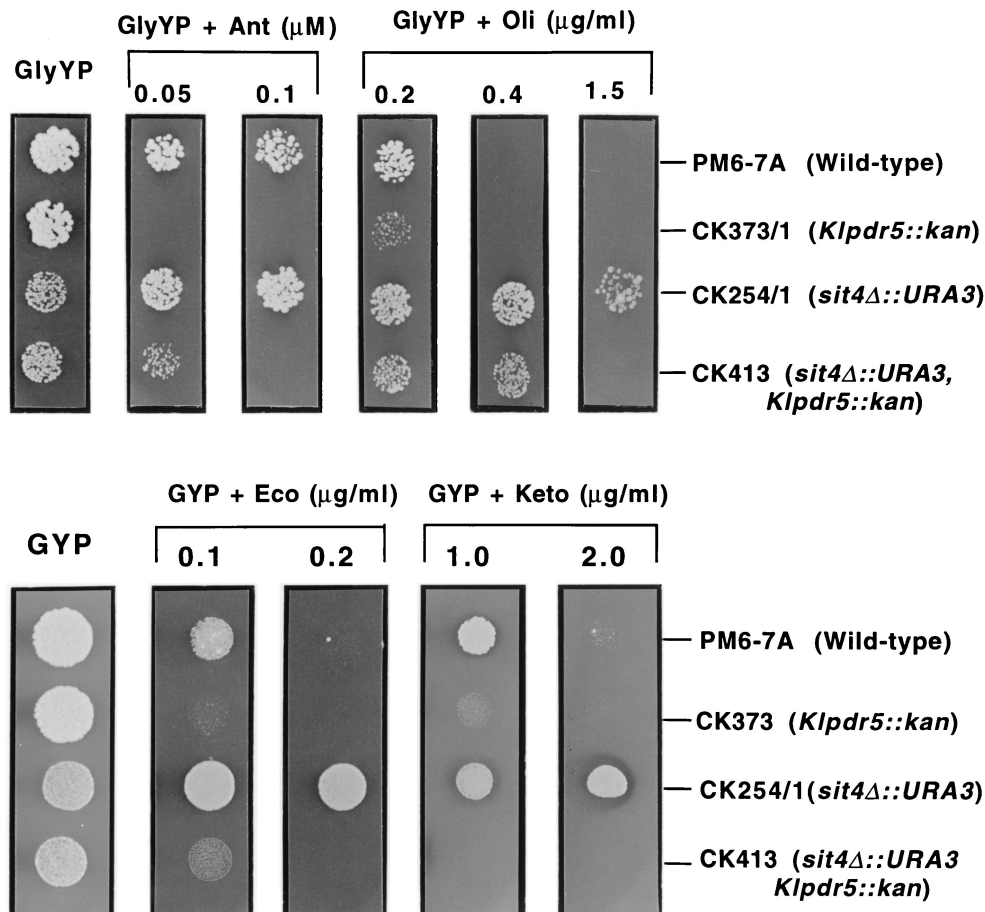 GlyYP + Ant (μM) GlyYP + Oli (μg/ml)
GlyYP
0.05 0.1 0.2 0.4 1.5
PM6-7A (Wild-type)
CK373/1 (Klpdr5::kan)
CK254/1 (sit4Δ::URA3)
CK413 (sit4Δ::URA3,
Klpdr5::kan)
GYP + Eco (μg/ml) GYP + Keto (μg/ml)
GYP
0.1 0.2 1.0 2.0
PM6-7A (Wild-type)
CK373 (Klpdr5::kan)
CK254/1(sit4Δ::URA3)
CK413 (sit4Δ::URA3
Klpdr5::kan)